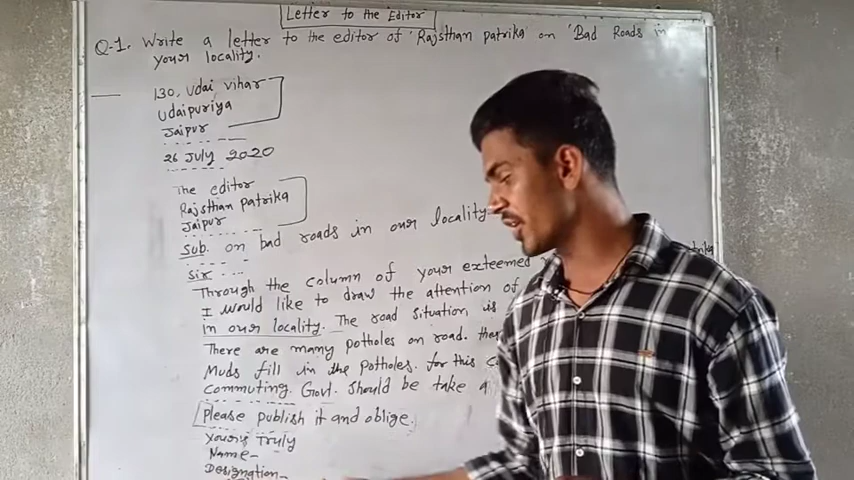 Letter to the Editor
Q-1. Write a letter to the editor of 'Rajsthan patrika' on 'Bad Roads in
your locality.
130, Udai vihar
Udaipuriya
Jaipur
26 July 2020
The editor
Rajsthan patrika
Jaipur
Sub. on bad roads in our locality
Sir
Through the column of your exteemed
I would like to draw the attention of
in our locality. The road situation is
There are many potholes on road.
Muds fill in the potholes. for this
commuting. Govt. should be take a
Please publish it and oblige.
Yours Truly
Name-
Designation-